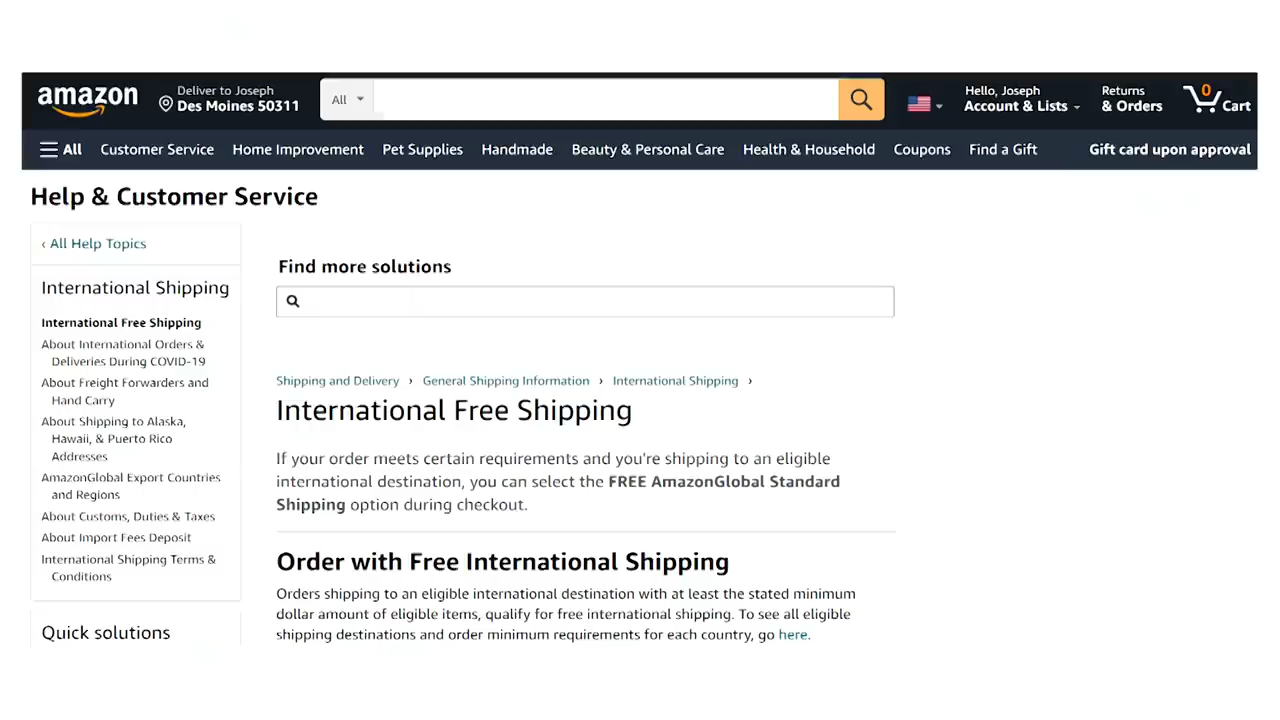 amazon
Deliver to Joseph
Des Moines 50311
All
Hello, Joseph
Account & Lists
Returns
& Orders
0
Cart
All
Customer Service
Home Improvement
Pet Supplies
Handmade
Beauty & Personal Care
Health & Household
Coupons
Find a Gift
Gift card upon approval
Help & Customer Service
‹ All Help Topics
International Shipping
International Free Shipping
About International Orders &
Deliveries During COVID-19
About Freight Forwarders and
Hand Carry
About Shipping to Alaska,
Hawaii, & Puerto Rico
Addresses
AmazonGlobal Export Countries
and Regions
About Customs, Duties & Taxes
About Import Fees Deposit
International Shipping Terms &
Conditions
Quick solutions
Find more solutions
Shipping and Delivery › General Shipping Information › International Shipping ›
International Free Shipping
If your order meets certain requirements and you're shipping to an eligible
international destination, you can select the FREE AmazonGlobal Standard
Shipping option during checkout.
Order with Free International Shipping
Orders shipping to an eligible international destination with at least the stated minimum
dollar amount of eligible items, qualify for free international shipping. To see all eligible
shipping destinations and order minimum requirements for each country, go here.